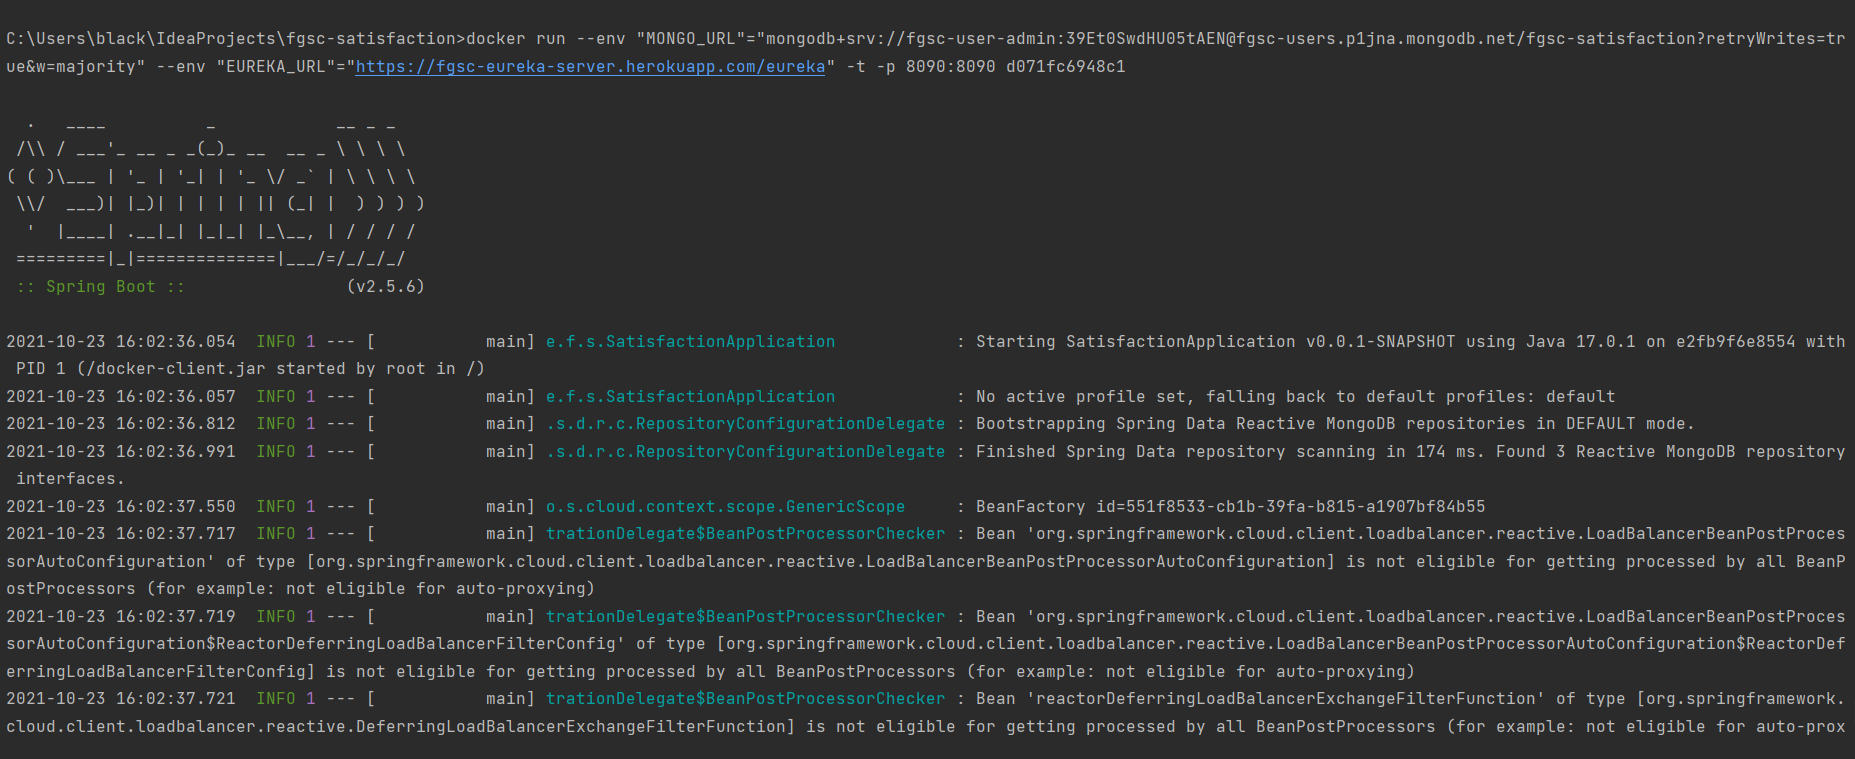 C:\Users\black\IdeaProjects\fgsc-satisfaction>docker run --env "MONGO_URL"="mongodb+srv://fgsc-user-admin:39Et0SwdHU05tAEN@fgsc-users.p1jna.mongodb.net/fgsc-satisfaction?retryWrites=tr
ue&w=majority" --env "EUREKA_URL"="https://fgsc-eureka-server.herokuapp.com/eureka" -t -p 8090:8090 d071fc6948c1
  .   ____          _            __ _ _
 /\\ / ___'_ __ _ _(_)_ __  __ _ \ \ \ \
( ( )\___ | '_ | '_| | '_ \/ _` | \ \ \ \
 \\/  ___)| |_)| | | | | || (_| |  ) ) ) )
  '  |____| .__|_| |_|_| |_\__, | / / / /
 =========|_|==============|___/=/_/_/_/
 :: Spring Boot ::                (v2.5.6)
2021-10-23 16:02:36.054  INFO 1 --- [           main] e.f.s.SatisfactionApplication            : Starting SatisfactionApplication v0.0.1-SNAPSHOT using Java 17.0.1 on e2fb9f6e8554 with
 PID 1 (/docker-client.jar started by root in /)
2021-10-23 16:02:36.057  INFO 1 --- [           main] e.f.s.SatisfactionApplication            : No active profile set, falling back to default profiles: default
2021-10-23 16:02:36.812  INFO 1 --- [           main] .s.d.r.c.RepositoryConfigurationDelegate : Bootstrapping Spring Data Reactive MongoDB repositories in DEFAULT mode.
2021-10-23 16:02:36.991  INFO 1 --- [           main] .s.d.r.c.RepositoryConfigurationDelegate : Finished Spring Data repository scanning in 174 ms. Found 3 Reactive MongoDB repository
 interfaces.
2021-10-23 16:02:37.550  INFO 1 --- [           main] o.s.cloud.context.scope.GenericScope     : BeanFactory id=551f8533-cb1b-39fa-b815-a1907bf84b55
2021-10-23 16:02:37.717  INFO 1 --- [           main] trationDelegate$BeanPostProcessorChecker : Bean 'org.springframework.cloud.client.loadbalancer.reactive.LoadBalancerBeanPostProces
sorAutoConfiguration' of type [org.springframework.cloud.client.loadbalancer.reactive.LoadBalancerBeanPostProcessorAutoConfiguration] is not eligible for getting processed by all BeanP
ostProcessors (for example: not eligible for auto-proxying)
2021-10-23 16:02:37.719  INFO 1 --- [           main] trationDelegate$BeanPostProcessorChecker : Bean 'org.springframework.cloud.client.loadbalancer.reactive.LoadBalancerBeanPostProces
sorAutoConfiguration$ReactorDeferringLoadBalancerFilterConfig' of type [org.springframework.cloud.client.loadbalancer.reactive.LoadBalancerBeanPostProcessorAutoConfiguration$ReactorDef
erringLoadBalancerFilterConfig] is not eligible for getting processed by all BeanPostProcessors (for example: not eligible for auto-proxying)
2021-10-23 16:02:37.721  INFO 1 --- [           main] trationDelegate$BeanPostProcessorChecker : Bean 'reactorDeferringLoadBalancerExchangeFilterFunction' of type [org.springframework.
cloud.client.loadbalancer.reactive.DeferringLoadBalancerExchangeFilterFunction] is not eligible for getting processed by all BeanPostProcessors (for example: not eligible for auto-prox